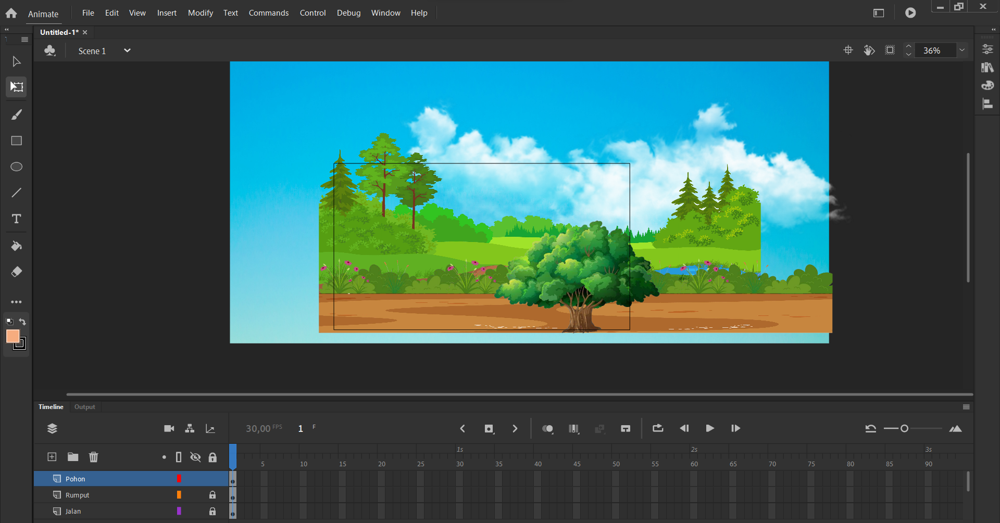 Animate File Edit View Insert Modify Text Commands Control Debug Window Help
Untitled-1*
Scene 1 36%
Timeline Output
30,00 FPS 1 F
1s 2s 3s
5 10 15 20 25 30 35 40 45 50 55 60 65 70 75 80 85 90
Pohon
Rumput
Jalan